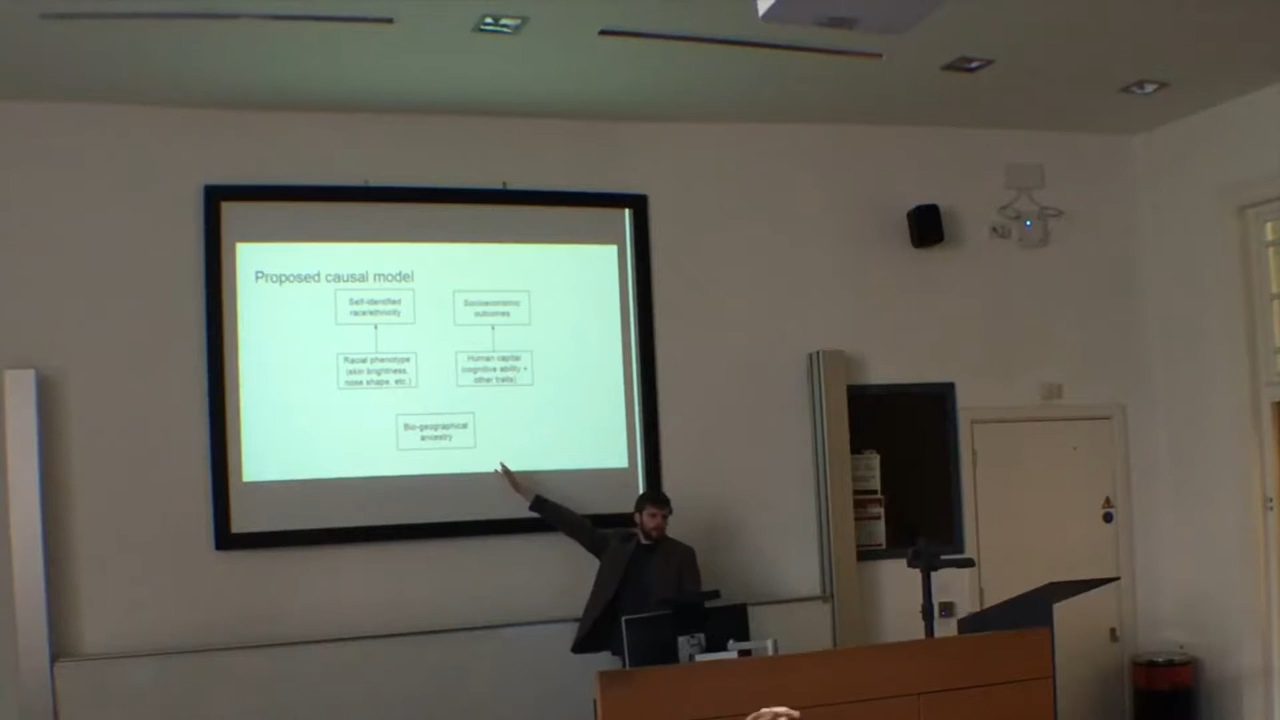 Proposed causal model
Self-identified
race/ethnicity
Socioeconomic
outcomes
Racial phenotype
(skin brightness,
nose shape, etc.)
Human capital
(cognitive ability +
other traits)
Bio-geographical
ancestry